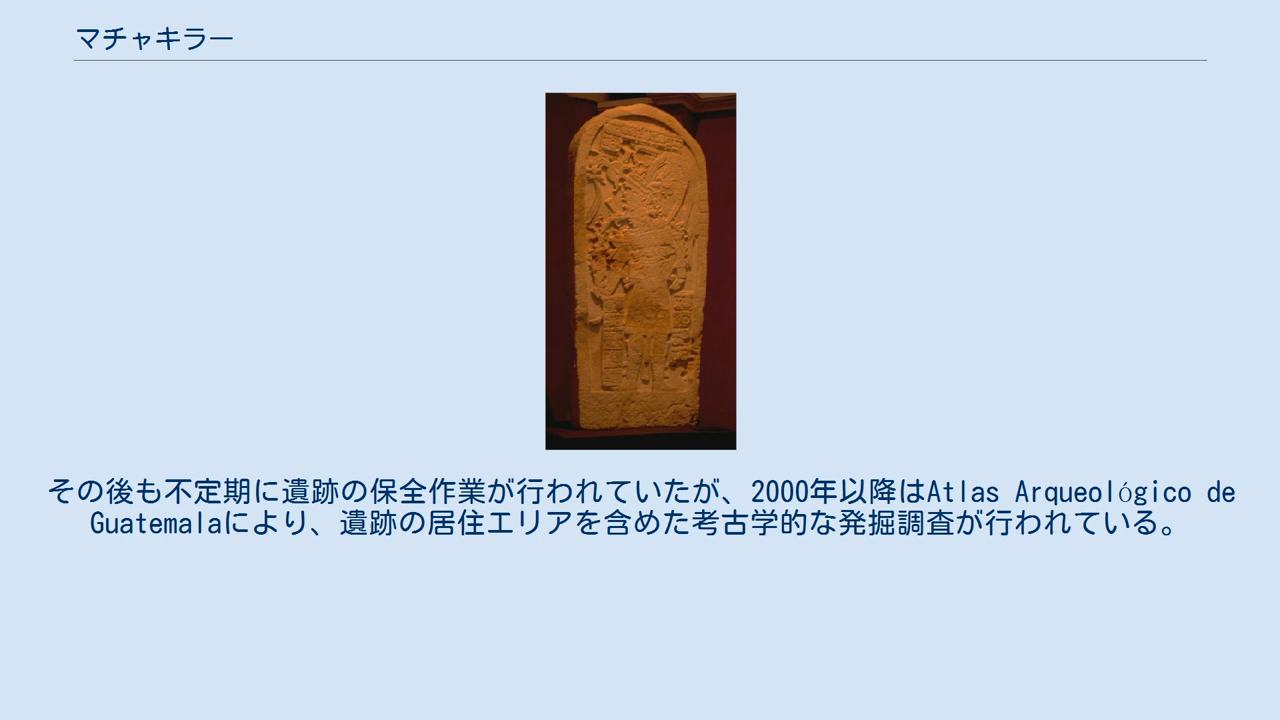 マチャキラー
その後も不定期に遺跡の保全作業が行われていたが、2000年以降はAtlas Arqueológico de
Guatemalaにより、遺跡の居住エリアを含めた考古学的な発掘調査が行われている。